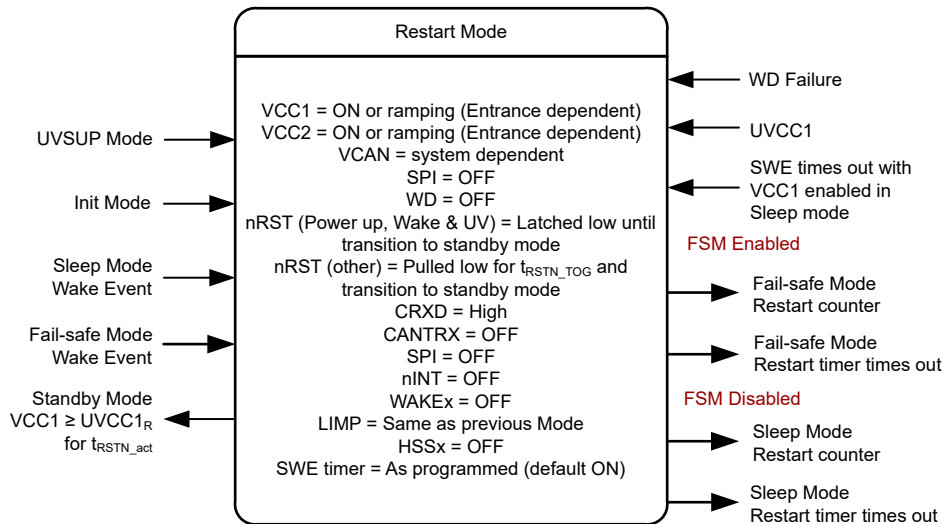 Restart Mode
VCC1 = ON or ramping (Entrance dependent)
VCC2 = ON or ramping (Entrance dependent)
VCAN = system dependent
SPI = OFF
WD = OFF
nRST (Power up, Wake & UV) = Latched low until
transition to standby mode
nRST (other) = Pulled low for tRSTN_TOG and
transition to standby mode
CRXD = High
CANTRX = OFF
SPI = OFF
nINT = OFF
WAKEx = OFF
LIMP = Same as previous Mode
HSSx = OFF
SWE timer = As programmed (default ON)
UVSUP Mode
Init Mode
Sleep Mode
Wake Event
Fail-safe Mode
Wake Event
Standby Mode
VCC1 ≥ UVCC1R
for tRSTN_act
WD Failure
UVCC1
SWE times out with
VCC1 enabled in
Sleep mode
FSM Enabled
Fail-safe Mode
Restart counter
Fail-safe Mode
Restart timer times out
FSM Disabled
Sleep Mode
Restart counter
Sleep Mode
Restart timer times out